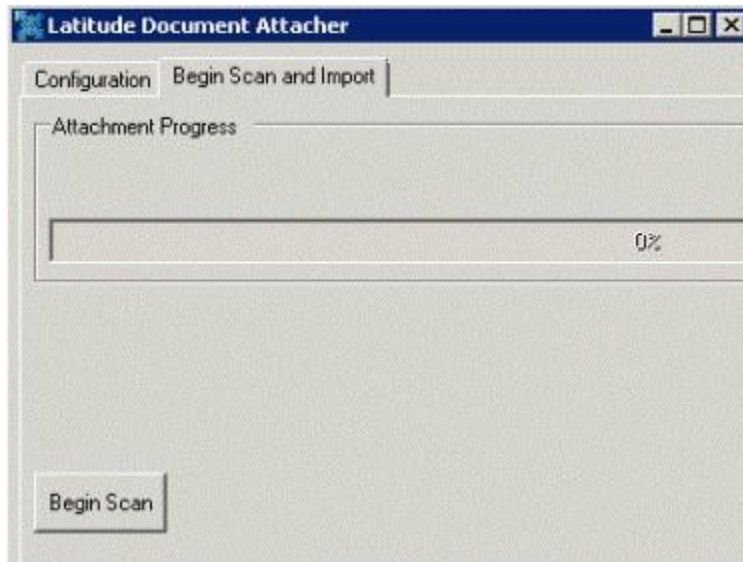 Latitude Document Attacher
Configuration Begin Scan and Import
Attachment Progress
0%
Begin Scan